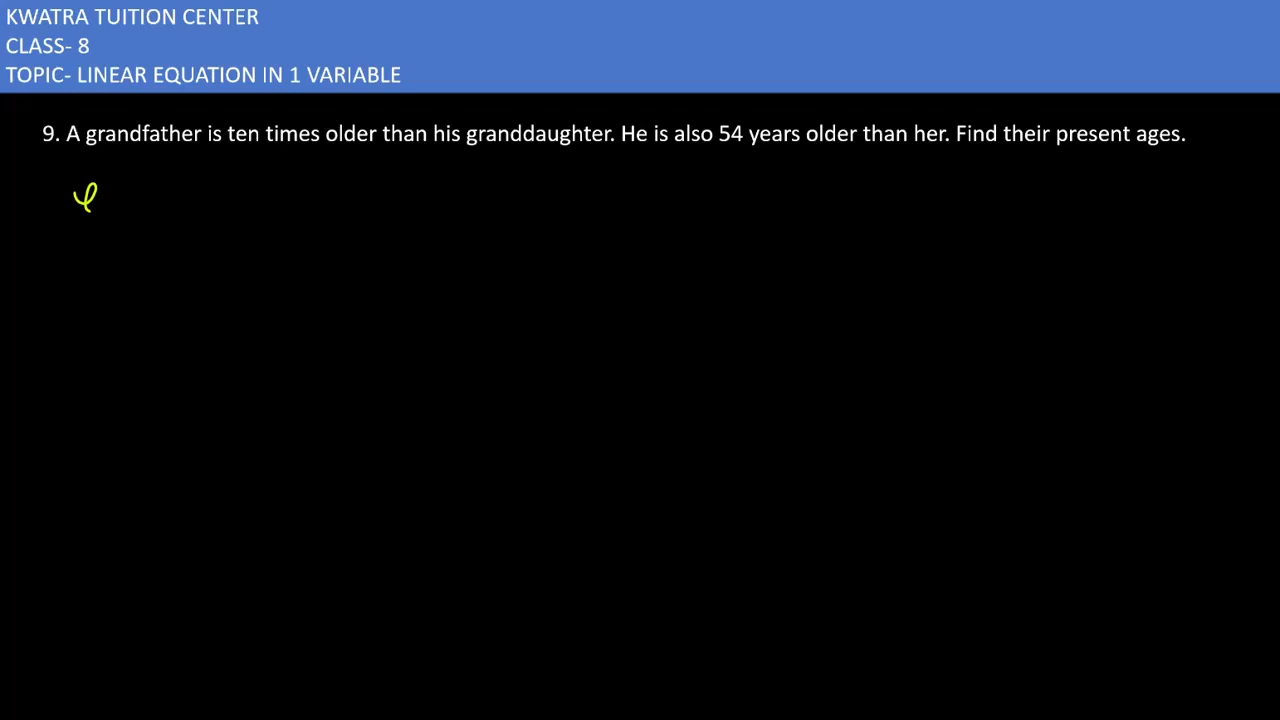 KWATRA TUITION CENTER
CLASS- 8
TOPIC- LINEAR EQUATION IN 1 VARIABLE
9. A grandfather is ten times older than his granddaughter. He is also 54 years older than her. Find their present ages.